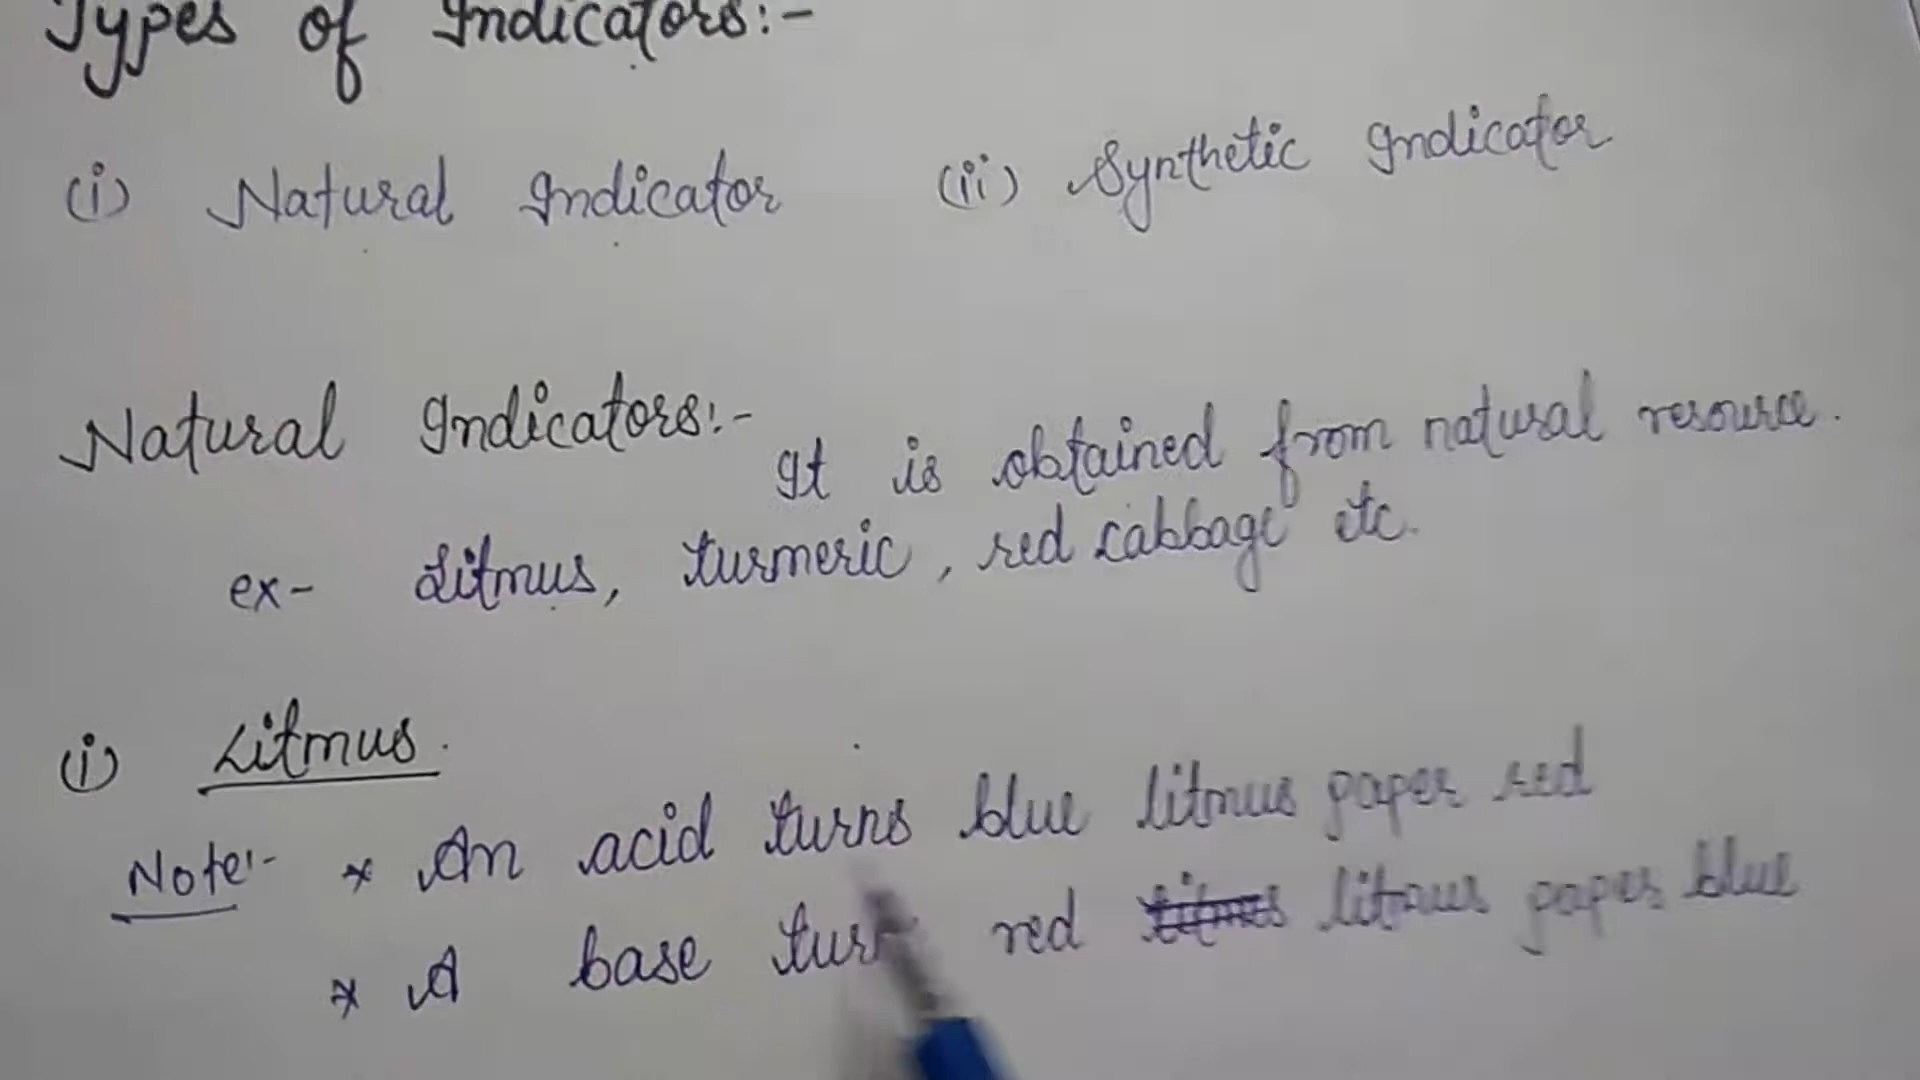 Types of Indicators:-
(i) Natural Indicator (ii) Synthetic Indicator
Natural Indicators:- It is obtained from natural resource.
ex- Litmus, turmeric, red cabbage etc.
(i) Litmus.
Note:- * An acid turns blue litmus paper red
* A base turn red litmus litmus paper blue